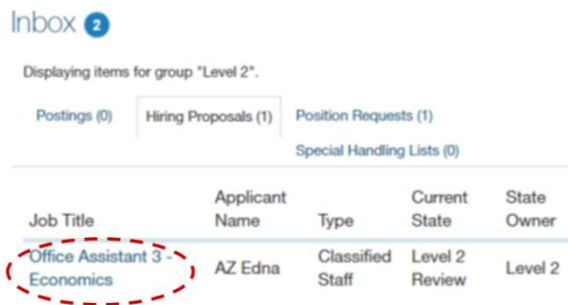 Inbox 2
Displaying items for group "Level 2".
Postings (0) Hiring Proposals (1) Position Requests (1)
Special Handling Lists (0)
Job Title Applicant Name Type Current State State Owner
Office Assistant 3 - Economics AZ Edna Classified Staff Level 2 Review Level 2